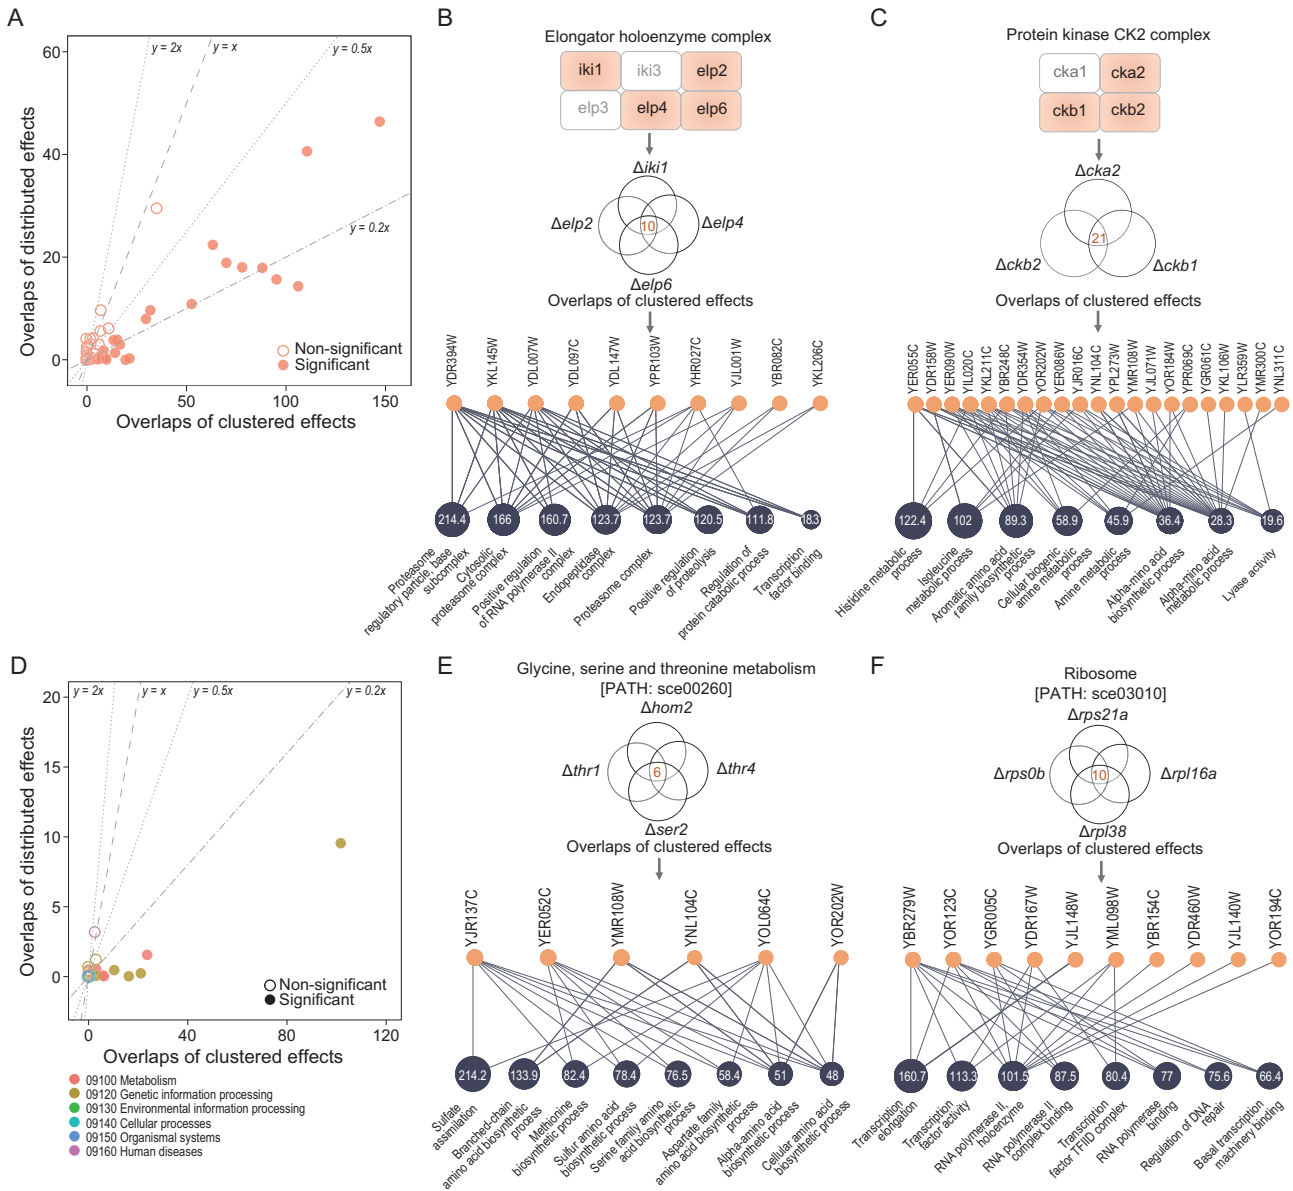 A
Overlaps of distributed effects
60
40
20
0
y = 2x
y = x
y = 0.5x
y = 0.2x
Non-significant
Significant
0
50
100
150
Overlaps of clustered effects
B
Elongator holoenzyme complex
iki1
iki3
elp2
elp3
elp4
elp6
Δiki1
Δelp2
10
Δelp4
Δelp6
Overlaps of clustered effects
YDR394W
YKL145W
YDL007W
YDL097C
YDL147W
YPR103W
YHR027C
YJL001W
YBR082C
YKL206C
214.4
166
160.7
123.7
123.7
120.5
111.8
18.3
Proteasome
regulatory particle, base
subcomplex
Cytosolic
proteasome complex
Positive regulation
of RNA polymerase II
complex
Endopeptidase
complex
Proteasome complex
Positive regulation
of proteolysis
Regulation of
protein catabolic process
Transcription
factor binding
C
Protein kinase CK2 complex
cka1
cka2
ckb1
ckb2
Δcka2
21
Δckb2
Δckb1
Overlaps of clustered effects
YER055C
YDR158W
YER090W
YIL020C
YKL211C
YBR248C
YDR354W
YOR202W
YER086W
YJR016C
YNL104C
YPL273W
YMR108W
YJL071W
YOR184W
YPR069C
YGR061C
YKL106W
YLR359W
YMR300C
YNL311C
122.4
102
89.3
58.9
45.9
36.4
28.3
19.6
Histidine metabolic
process
Isoleucine
metabolic process
Aromatic amino acid
family biosynthetic
process
Cellular biogenic
amine metabolic
process
Amine metabolic
process
Alpha-amino acid
biosynthetic process
Alpha-amino acid
metabolic process
Lyase activity
D
Overlaps of distributed effects
20
15
10
5
0
y = 2x
y = x
y = 0.5x
y = 0.2x
Non-significant
Significant
0
40
80
120
Overlaps of clustered effects
09100 Metabolism
09120 Genetic information processing
09130 Environmental information processing
09140 Cellular processes
09150 Organismal systems
09160 Human diseases
E
Glycine, serine and threonine metabolism
[PATH: sce00260]
Δhom2
Δthr1
6
Δthr4
Δser2
Overlaps of clustered effects
YJR137C
YER052C
YMR108W
YNL104C
YOL064C
YOR202W
214.2
133.9
82.4
78.4
76.5
58.4
51
48
Sulfate
assimilation
Branched-chain
amino acid biosynthetic
process
Methionine
biosynthetic process
Sulfur amino acid
biosynthetic process
Serine family amino
acid biosynthetic
process
Aspartate family
amino acid biosynthetic
process
Alpha-amino acid
biosynthetic process
Cellular amino acid
biosynthetic process
F
Ribosome
[PATH: sce03010]
Δrps21a
Δrps0b
10
Δrpl16a
Δrpl38
Overlaps of clustered effects
YBR279W
YOR123C
YGR005C
YDR167W
YJL148W
YML098W
YBR154C
YDR460W
YJL140W
YOR194C
160.7
113.3
101.5
87.5
80.4
77
75.6
66.4
Transcription
elongation
Transcription
factor activity
RNA polymerase II,
holoenzyme
RNA polymerase II
complex binding
Transcription
factor TFIID complex
RNA polymerase
binding
Regulation of DNA
repair
Basal transcription
machinery binding